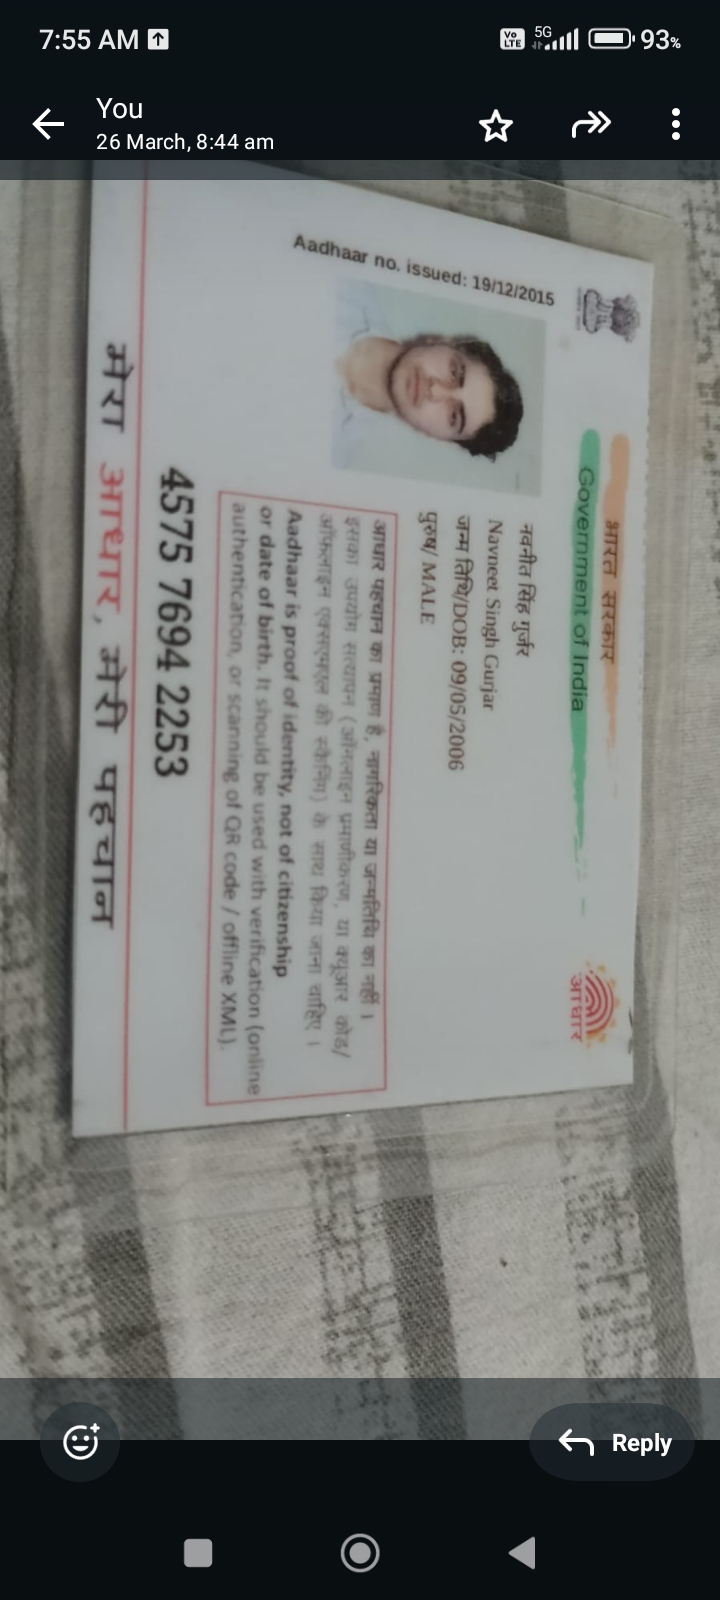 7:55 AM
Vo LTE 5G 93%
You
26 March, 8:44 am
भारत सरकार
Government of India
आधार
Aadhaar no. issued: 19/12/2015
नवनीत सिंह गुर्जर
Navneet Singh Gurjar
जन्म तिथि/DOB: 09/05/2006
पुरुष/ MALE
आधार पहचान का प्रमाण है, नागरिकता या जन्मतिथि का नहीं ।
इसका उपयोग सत्यापन (ऑनलाइन प्रमाणीकरण, या क्यूआर कोड/
ऑफलाइन एक्सएमएल की स्कैनिंग) के साथ किया जाना चाहिए ।
Aadhaar is proof of identity, not of citizenship
or date of birth. It should be used with verification (online
authentication, or scanning of QR code / offline XML).
4575 7694 2253
मेरा आधार, मेरी पहचान
Reply